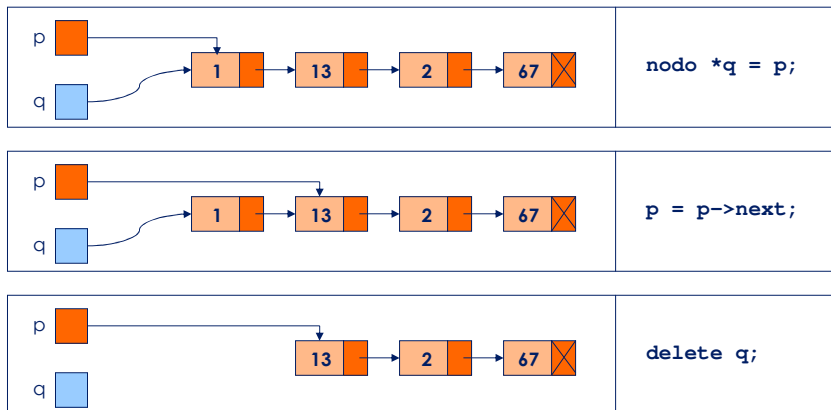 p
q
1 13 2 67
nodo *q = p;
p
q
1 13 2 67
p = p->next;
p
q
13 2 67
delete q;